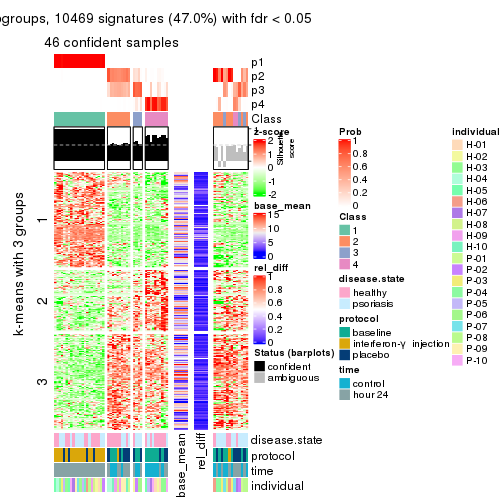 groups, 10469 signatures (47.0%) with fdr < 0.05
46 confident samples
p1
p2
p3
p4
Class
Silhouette
score
k-means with 3 groups
1
2
3
base_mean
rel_diff
disease.state
protocol
time
individual
z-score
2
1
0
-1
-2
base_mean
15
10
5
0
rel_diff
1
0.8
0.6
0.4
0.2
0
Status (barplots)
confident
ambiguous
Prob
1
0.8
0.6
0.4
0.2
0
Class
1
2
3
4
disease.state
healthy
psoriasis
protocol
baseline
interferon-γ injection
placebo
time
control
hour 24
individual
H-01
H-02
H-03
H-04
H-05
H-06
H-07
H-08
H-09
H-10
P-01
P-02
P-03
P-04
P-05
P-06
P-07
P-08
P-09
P-10